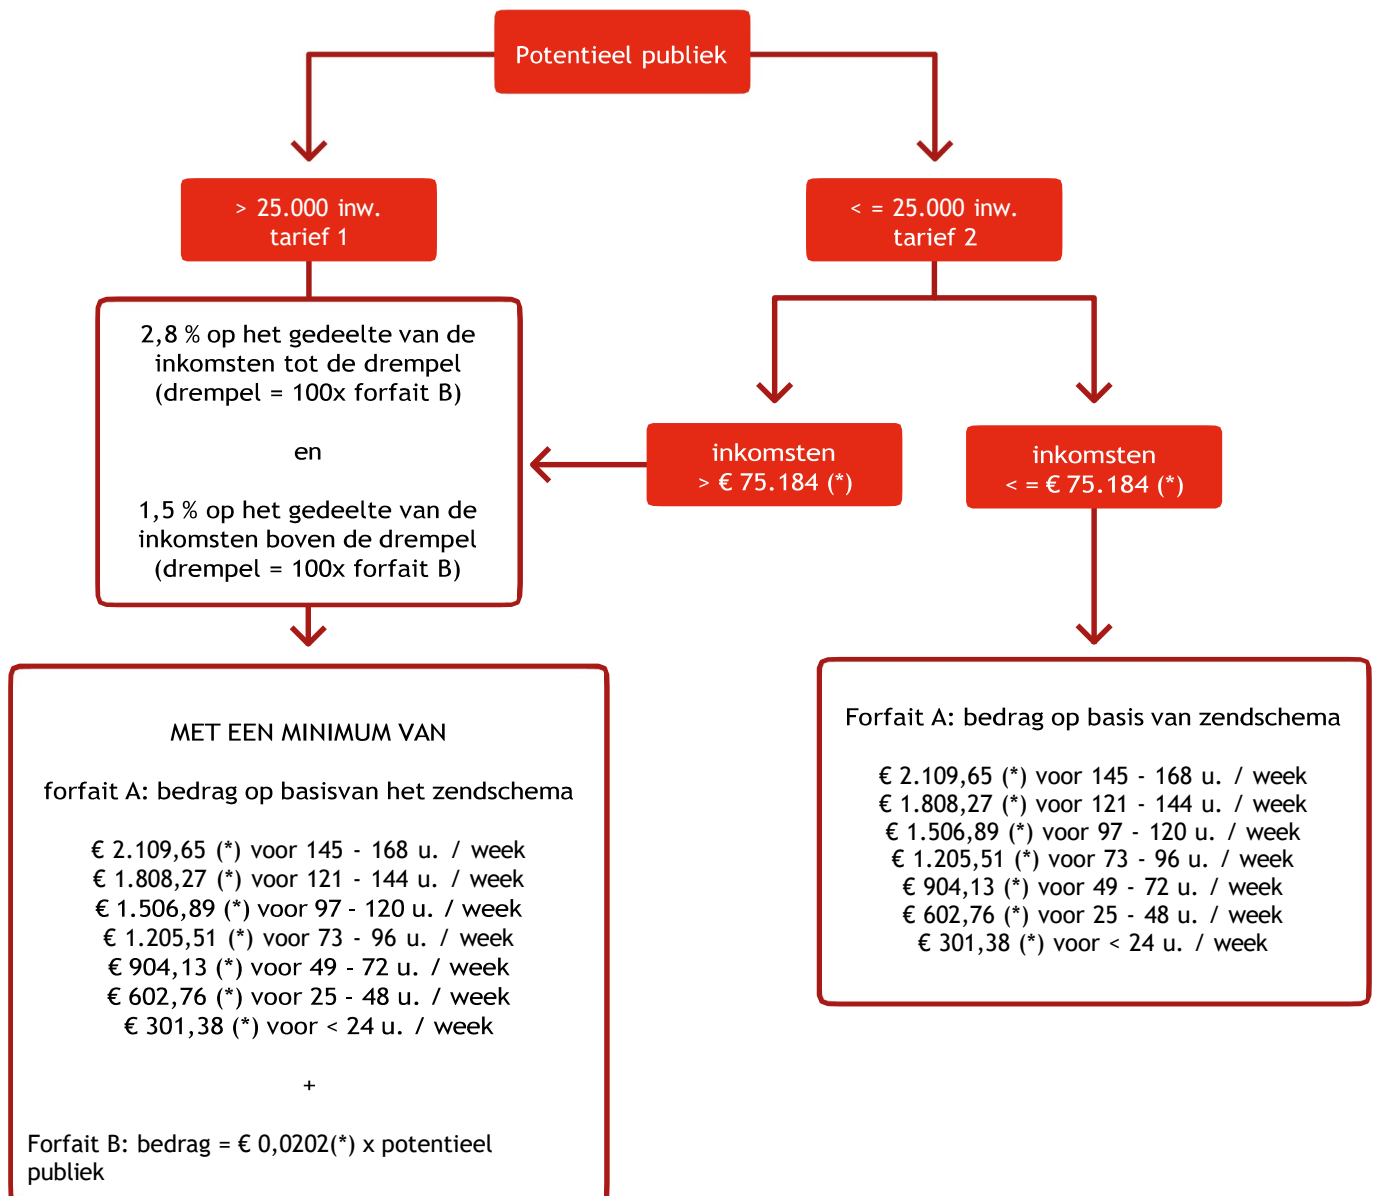 Potentieel publiek
> 25.000 inw.
tarief 1
< = 25.000 inw.
tarief 2
2,8 % op het gedeelte van de
inkomsten tot de drempel
(drempel = 100x forfait B)
en
1,5 % op het gedeelte van de
inkomsten boven de drempel
(drempel = 100x forfait B)
inkomsten
> € 75.184 (*)
inkomsten
< = € 75.184 (*)
MET EEN MINIMUM VAN
forfait A: bedrag op basisvan het zendschema
€ 2.109,65 (*) voor 145 - 168 u. / week
€ 1.808,27 (*) voor 121 - 144 u. / week
€ 1.506,89 (*) voor 97 - 120 u. / week
€ 1.205,51 (*) voor 73 - 96 u. / week
€ 904,13 (*) voor 49 - 72 u. / week
€ 602,76 (*) voor 25 - 48 u. / week
€ 301,38 (*) voor < 24 u. / week
+
Forfait B: bedrag = € 0,0202(*) x potentieel
publiek
Forfait A: bedrag op basis van zendschema
€ 2.109,65 (*) voor 145 - 168 u. / week
€ 1.808,27 (*) voor 121 - 144 u. / week
€ 1.506,89 (*) voor 97 - 120 u. / week
€ 1.205,51 (*) voor 73 - 96 u. / week
€ 904,13 (*) voor 49 - 72 u. / week
€ 602,76 (*) voor 25 - 48 u. / week
€ 301,38 (*) voor < 24 u. / week